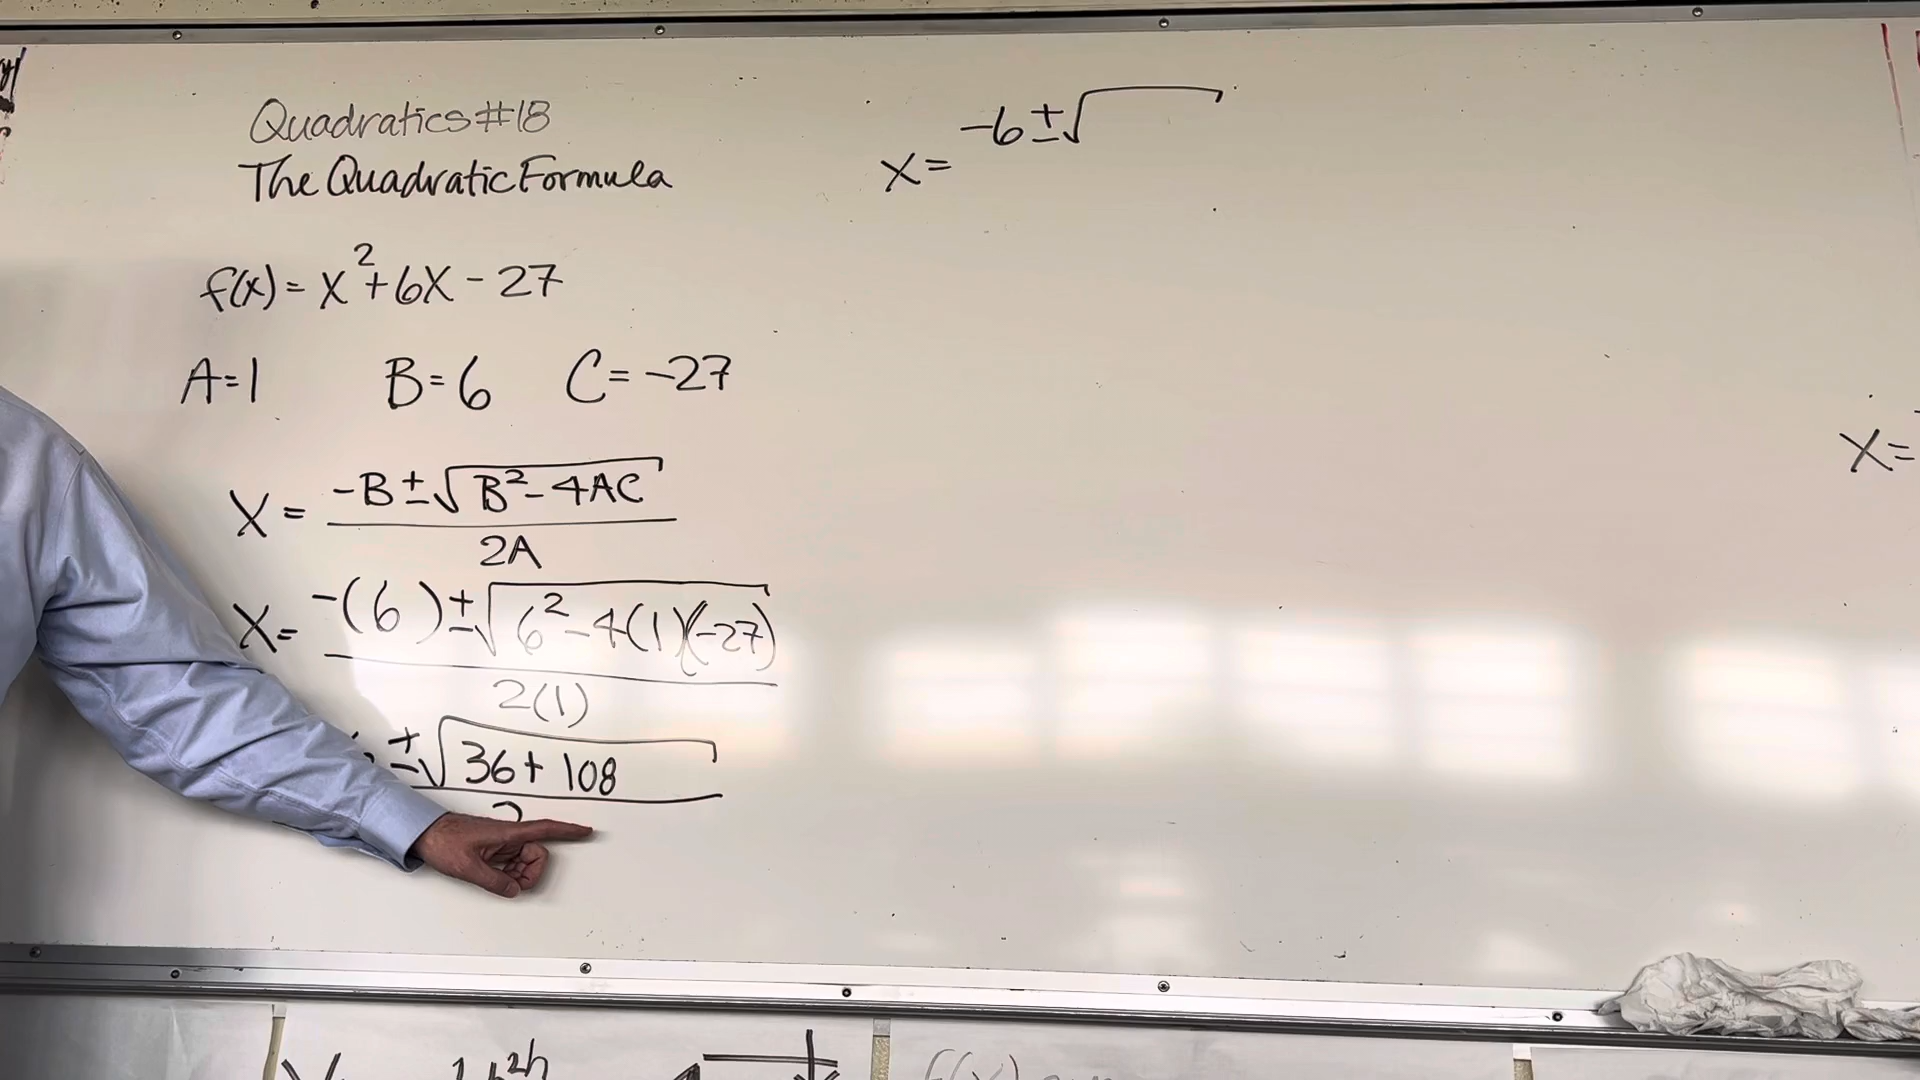 Quadratics #18
The Quadratic Formula
f(x) = x² + 6x - 27
A=1 B=6 C= -27
X = -B ± √B² - 4AC
2A
X = -(6) ± √6² - 4(1)(-27)
2(1)
± √36 + 108
x = -6 ± √
X=